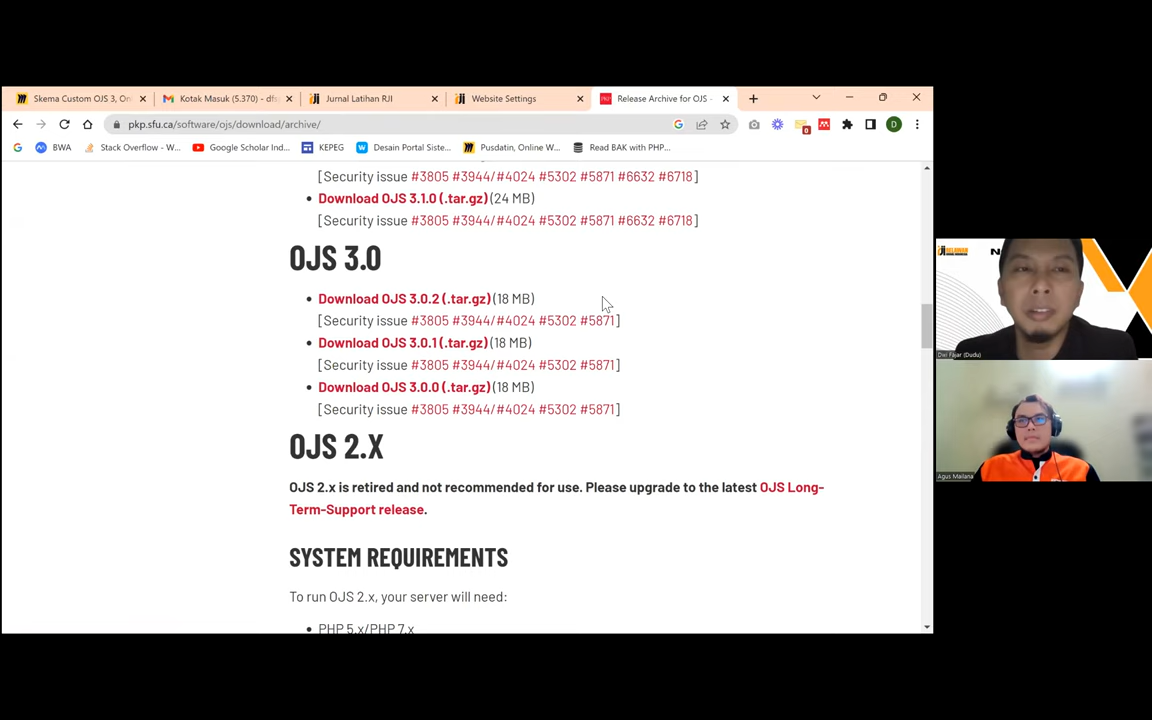 Skema Custom OJS 3, On
Kotak Masuk (5.370) - dfs
Jurnal Latihan RJI
Website Settings
Release Archive for OJS -
pkp.sfu.ca/software/ojs/download/archive/
BWA
Stack Overflow - W...
Google Scholar Ind...
KEPEG
Desain Portal Siste...
Pusdatin, Online W...
Read BAK with PHP...
[Security issue #3805 #3944/#4024 #5302 #5871 #6632 #6718]
• Download OJS 3.1.0 (.tar.gz) (24 MB)
[Security issue #3805 #3944/#4024 #5302 #5871 #6632 #6718]
OJS 3.0
• Download OJS 3.0.2 (.tar.gz) (18 MB)
[Security issue #3805 #3944/#4024 #5302 #5871]
• Download OJS 3.0.1 (.tar.gz) (18 MB)
[Security issue #3805 #3944/#4024 #5302 #5871]
• Download OJS 3.0.0 (.tar.gz) (18 MB)
[Security issue #3805 #3944/#4024 #5302 #5871]
OJS 2.X
OJS 2.x is retired and not recommended for use. Please upgrade to the latest OJS Long-
Term-Support release.
SYSTEM REQUIREMENTS
To run OJS 2.x, your server will need:
• PHP 5.x/PHP 7.x
Dwi Fajar (Dudu)
Agus Mailana